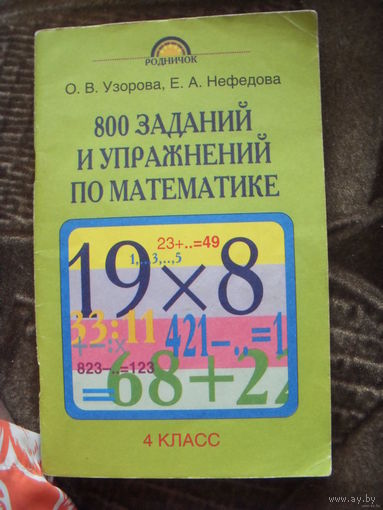 РОДНИЧОК
О. В. Узорова, Е. А. Нефедова
800 ЗАДАНИЙ
И УПРАЖНЕНИЙ
ПО МАТЕМАТИКЕ
23+..=49
1,..,3,..,5
19×8
33:11
421-..=1
+-:×
823-..=123
=68+22
4 КЛАСС
www.ay.by